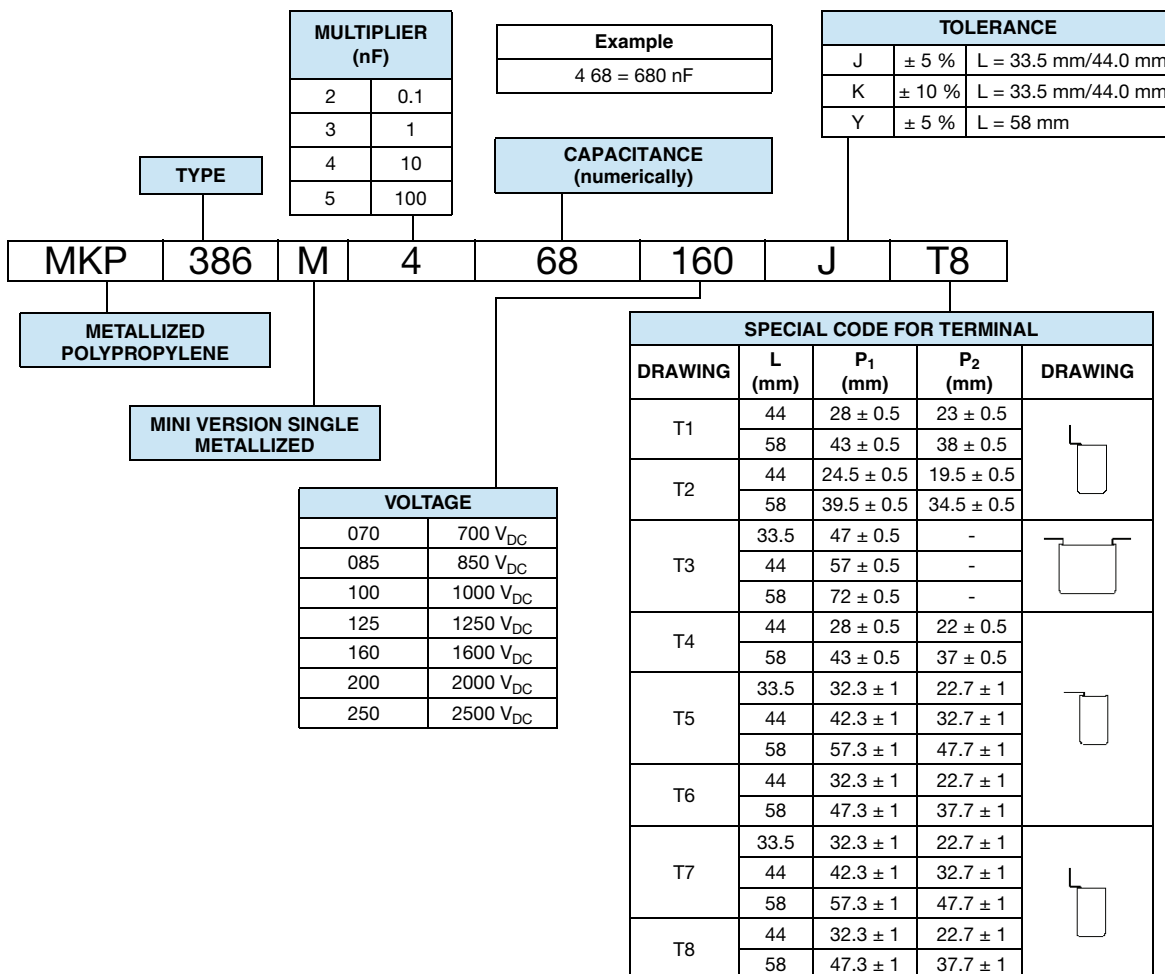 MULTIPLIER
(nF)
2 0.1
3 1
4 10
5 100
Example
4 68 = 680 nF
TOLERANCE
J ± 5 % L = 33.5 mm/44.0 mm
K ± 10 % L = 33.5 mm/44.0 mm
Y ± 5 % L = 58 mm
TYPE
CAPACITANCE
(numerically)
MKP 386 M 4 68 160 J T8
METALLIZED
POLYPROPYLENE
MINI VERSION SINGLE
METALLIZED
VOLTAGE
070 700 VDC
085 850 VDC
100 1000 VDC
125 1250 VDC
160 1600 VDC
200 2000 VDC
250 2500 VDC
SPECIAL CODE FOR TERMINAL
DRAWING L (mm) P1 (mm) P2 (mm) DRAWING
T1 44 28 ± 0.5 23 ± 0.5
58 43 ± 0.5 38 ± 0.5
T2 44 24.5 ± 0.5 19.5 ± 0.5
58 39.5 ± 0.5 34.5 ± 0.5
T3 33.5 47 ± 0.5 -
44 57 ± 0.5 -
58 72 ± 0.5 -
T4 44 28 ± 0.5 22 ± 0.5
58 43 ± 0.5 37 ± 0.5
T5 33.5 32.3 ± 1 22.7 ± 1
44 42.3 ± 1 32.7 ± 1
58 57.3 ± 1 47.7 ± 1
T6 44 32.3 ± 1 22.7 ± 1
58 47.3 ± 1 37.7 ± 1
T7 33.5 32.3 ± 1 22.7 ± 1
44 42.3 ± 1 32.7 ± 1
58 57.3 ± 1 47.7 ± 1
T8 44 32.3 ± 1 22.7 ± 1
58 47.3 ± 1 37.7 ± 1